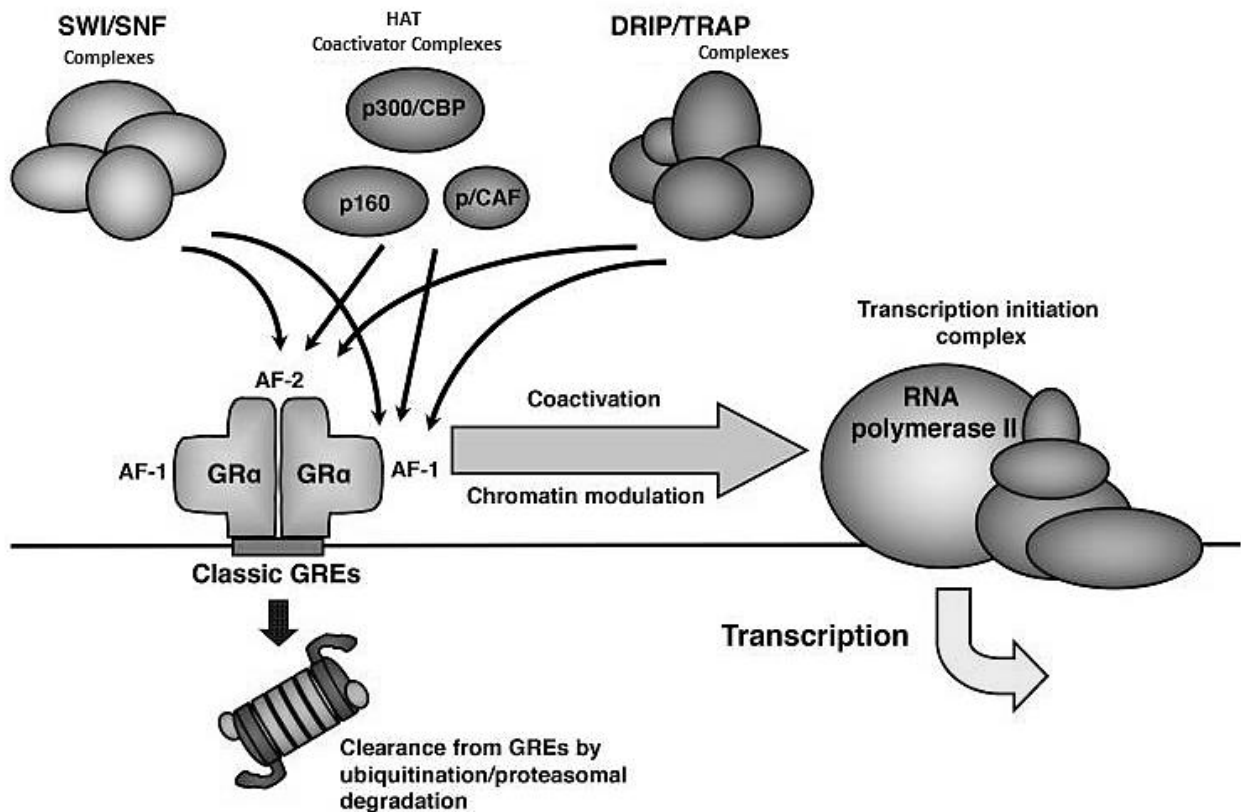 SWI/SNF
Complexes
HAT
Coactivator Complexes
DRIP/TRAP
Complexes
p300/CBP
p160
p/CAF
AF-2
AF-1
GRα
GRα
AF-1
Coactivation
Chromatin modulation
Transcription initiation
complex
RNA
polymerase II
Classic GREs
Transcription
Clearance from GREs by
ubiquitination/proteasomal
degradation